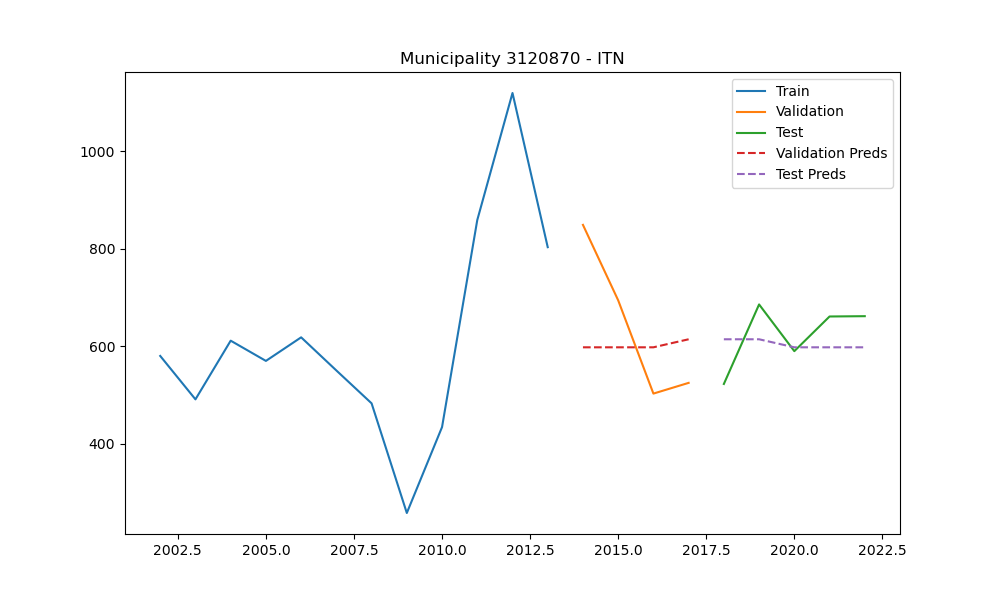 Municipality 3120870 - ITN
Train
Validation
Test
Validation Preds
Test Preds
1000
800
600
400
2002.5 2005.0 2007.5 2010.0 2012.5 2015.0 2017.5 2020.0 2022.5